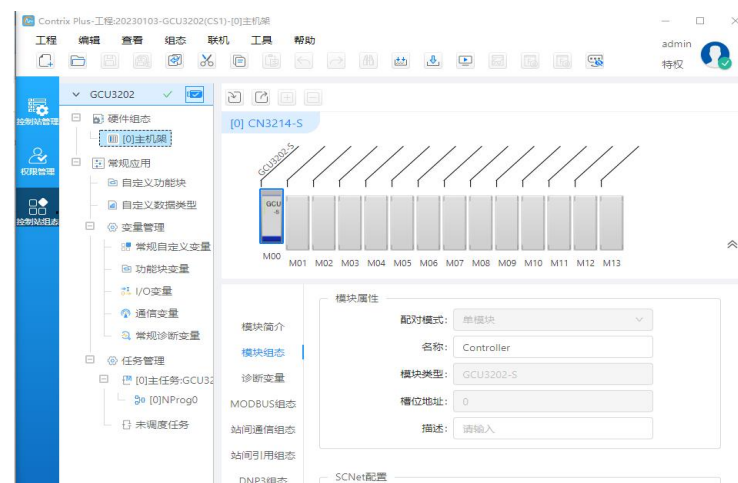 Contrix Plus-工程:20230103-GCU3202(CS1)-[0]主机架
工程 编辑 查看 组态 联机 工具 帮助
admin
特权
控制站管理
权限管理
控制站组态
GCU3202
硬件组态
[0]主机架
常规应用
自定义功能块
自定义数据类型
变量管理
常规自定义变量
功能块变量
I/O变量
通信变量
常规诊断变量
任务管理
[0]主任务:GCU32
[0]NProg0
未调度任务
[0] CN3214-S
GCU3202-S
GCU
-S
M00 M01 M02 M03 M04 M05 M06 M07 M08 M09 M10 M11 M12 M13
模块简介
模块组态
诊断变量
MODBUS组态
站间通信组态
站间引用组态
DNP3组态
模块属性
配对模式: 单模块
名称: Controller
模块类型: GCU3202-S
槽位地址: 0
描述: 请输入
SCNet配置